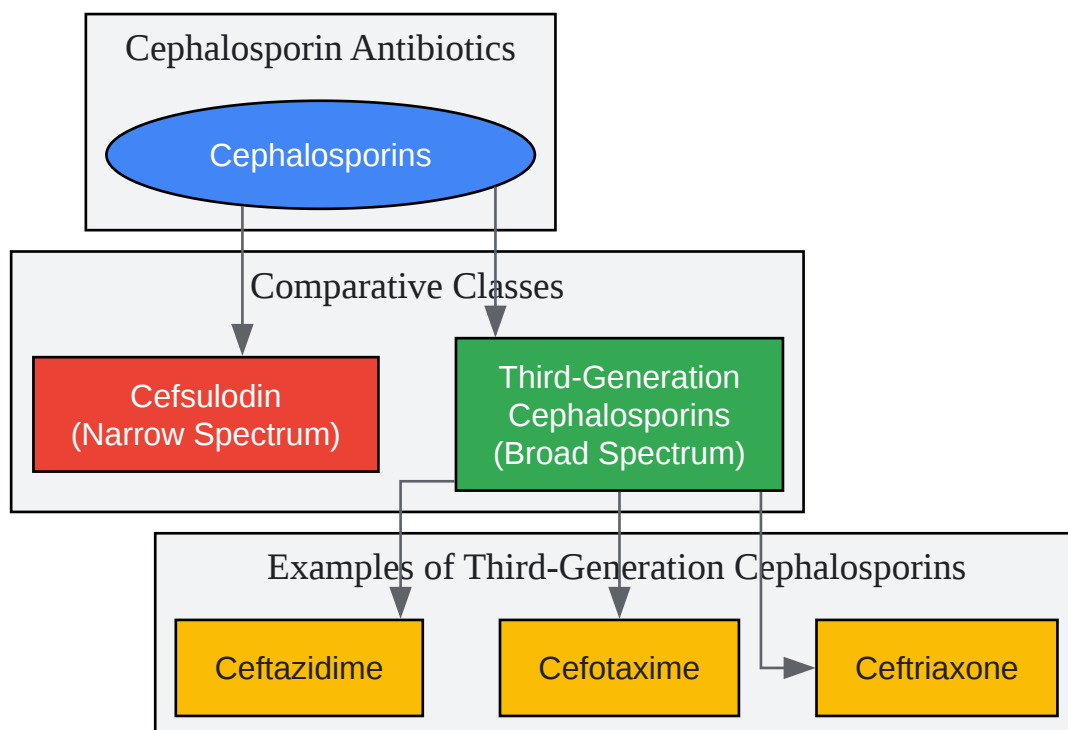 Cephalosporin Antibiotics
Cephalosporins
Comparative Classes
Cefsulodin
(Narrow Spectrum)
Third-Generation
Cephalosporins
(Broad Spectrum)
Examples of Third-Generation Cephalosporins
Ceftazidime
Cefotaxime
Ceftriaxone